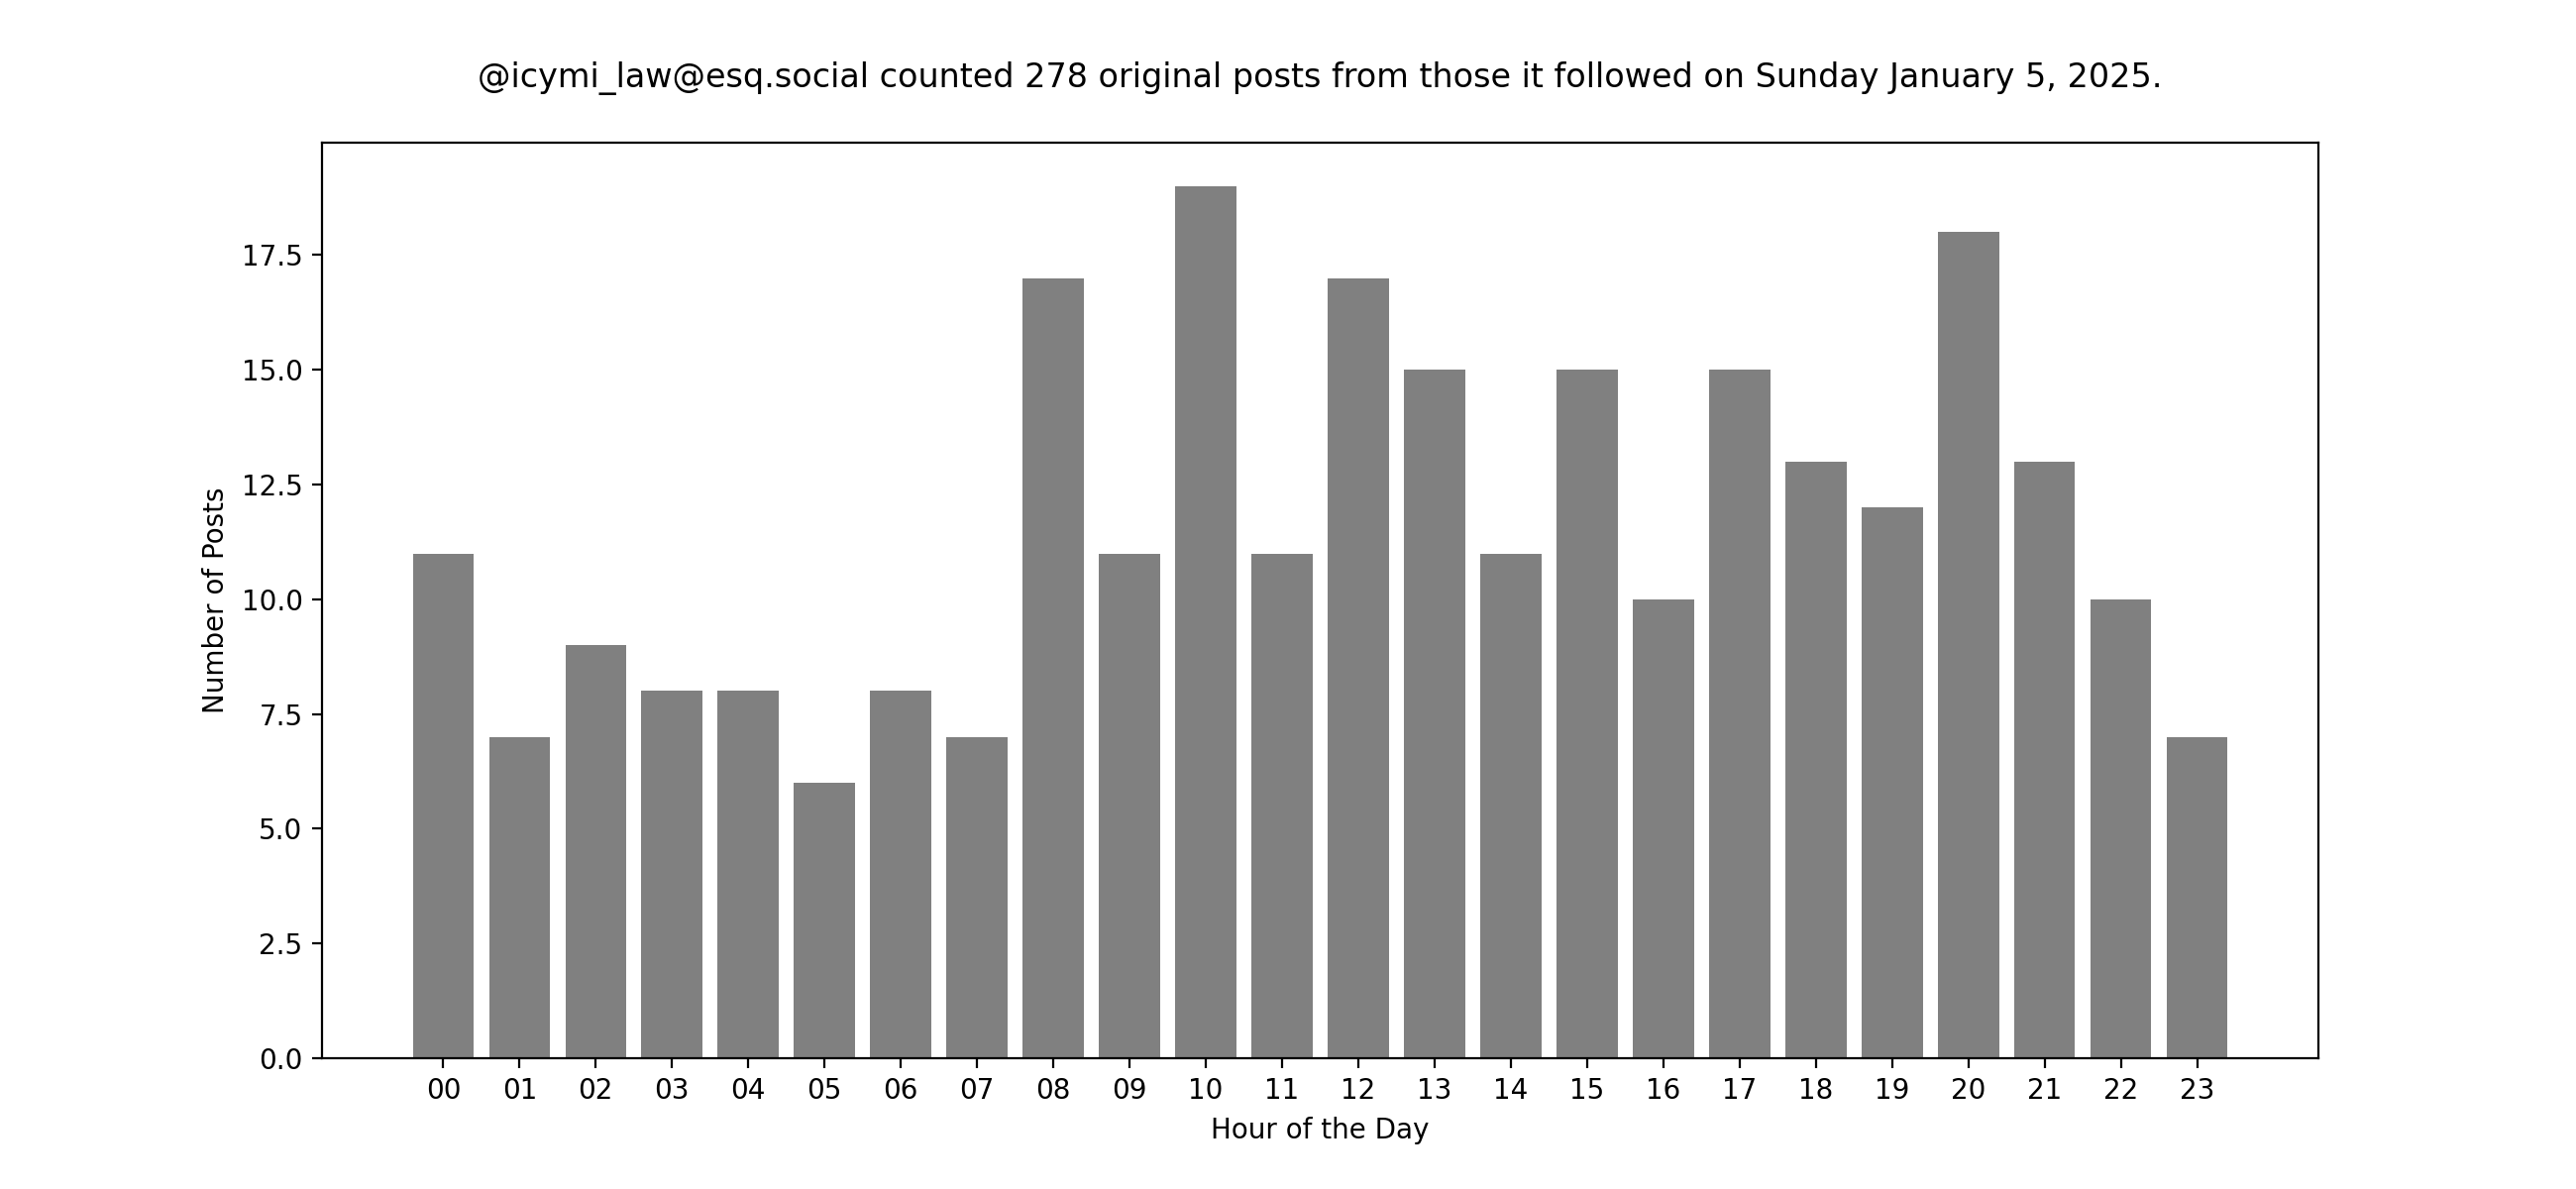 @icymi_law@esq.social counted 278 original posts from those it followed on Sunday January 5, 2025.
17.5
15.0
12.5
10.0
7.5
5.0
2.5
0.0
Number of Posts
00 01 02 03 04 05 06 07 08 09 10 11 12 13 14 15 16 17 18 19 20 21 22 23
Hour of the Day